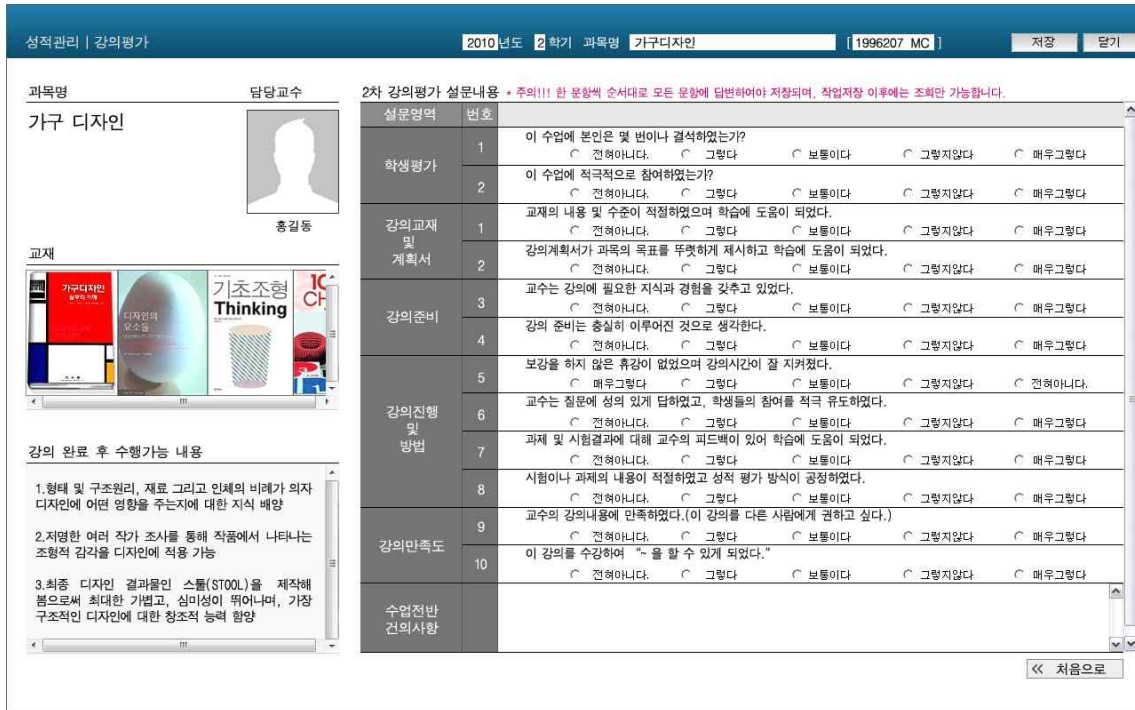 성적관리 | 강의평가
2010 년도 2 학기 과목명 가구디자인 [ 1996207 MC ] 저장 닫기
과목명 담당교수
가구 디자인
홍길동
교재
가구디자인
디자인의
요소들
기초조형
Thinking
10
CH
강의 완료 후 수행가능 내용
1.형태 및 구조원리, 재료 그리고 인체의 비례가 의자
디자인에 어떤 영향을 주는지에 대한 지식 배양
2.저명한 여러 작가 조사를 통해 작품에서 나타나는
조형적 감각을 디자인에 적용 가능
3.최종 디자인 결과물인 스툴(STOOL)을 제작해
봄으로써 최대한 가볍고, 심미성이 뛰어나며, 가장
구조적인 디자인에 대한 창조적 능력 함양
2차 강의평가 설문내용 * 주의!!! 한 문항씩 순서대로 모든 문항에 답변하여야 저장되며, 작업저장 이후에는 조회만 가능합니다.
설문영역 번호
학생평가
1 이 수업에 본인은 몇 번이나 결석하였는가?
전혀아니다. 그렇다 보통이다 그렇지않다 매우그렇다
2 이 수업에 적극적으로 참여하였는가?
전혀아니다. 그렇다 보통이다 그렇지않다 매우그렇다
강의교재
및
계획서
1 교재의 내용 및 수준이 적절하였으며 학습에 도움이 되었다.
전혀아니다. 그렇다 보통이다 그렇지않다 매우그렇다
2 강의계획서가 과목의 목표를 뚜렷하게 제시하고 학습에 도움이 되었다.
전혀아니다. 그렇다 보통이다 그렇지않다 매우그렇다
강의준비
3 교수는 강의에 필요한 지식과 경험을 갖추고 있었다.
전혀아니다. 그렇다 보통이다 그렇지않다 매우그렇다
4 강의 준비는 충실히 이루어진 것으로 생각한다.
전혀아니다. 그렇다 보통이다 그렇지않다 매우그렇다
강의진행
및
방법
5 보강을 하지 않은 휴강이 없었으며 강의시간이 잘 지켜졌다.
매우그렇다 그렇다 보통이다 그렇지않다 전혀아니다.
6 교수는 질문에 성의 있게 답하였고, 학생들의 참여를 적극 유도하였다.
전혀아니다. 그렇다 보통이다 그렇지않다 매우그렇다
7 과제 및 시험결과에 대해 교수의 피드백이 있어 학습에 도움이 되었다.
전혀아니다. 그렇다 보통이다 그렇지않다 매우그렇다
8 시험이나 과제의 내용이 적절하였고 성적 평가 방식이 공정하였다.
전혀아니다. 그렇다 보통이다 그렇지않다 매우그렇다
강의만족도
9 교수의 강의내용에 만족하였다.(이 강의를 다른 사람에게 권하고 싶다.)
전혀아니다. 그렇다 보통이다 그렇지않다 매우그렇다
10 이 강의를 수강하여 "~ 을 할 수 있게 되었다."
전혀아니다. 그렇다 보통이다 그렇지않다 매우그렇다
수업전반
건의사항
≪ 처음으로